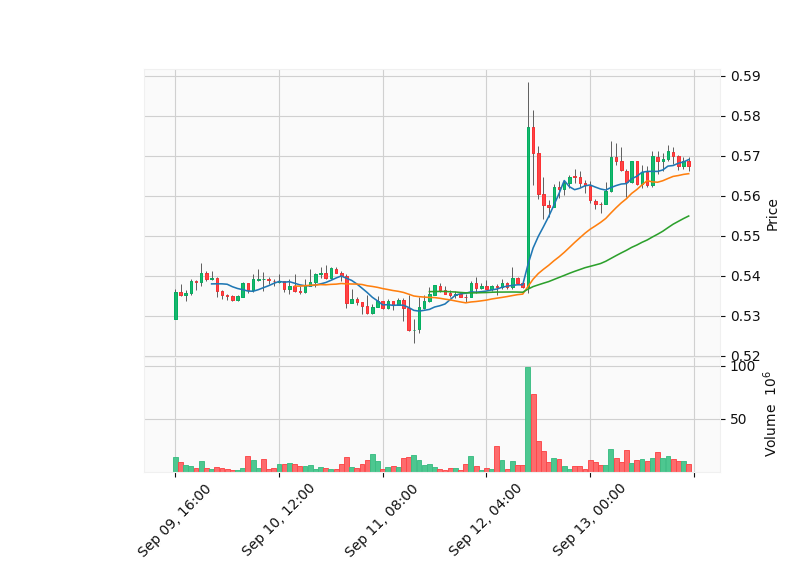 0.59
0.58
0.57
0.56
0.55
0.54
0.53
0.52
Price
100
50
Volume 10^6
Sep 09, 16:00
Sep 10, 12:00
Sep 11, 08:00
Sep 12, 04:00
Sep 13, 00:00